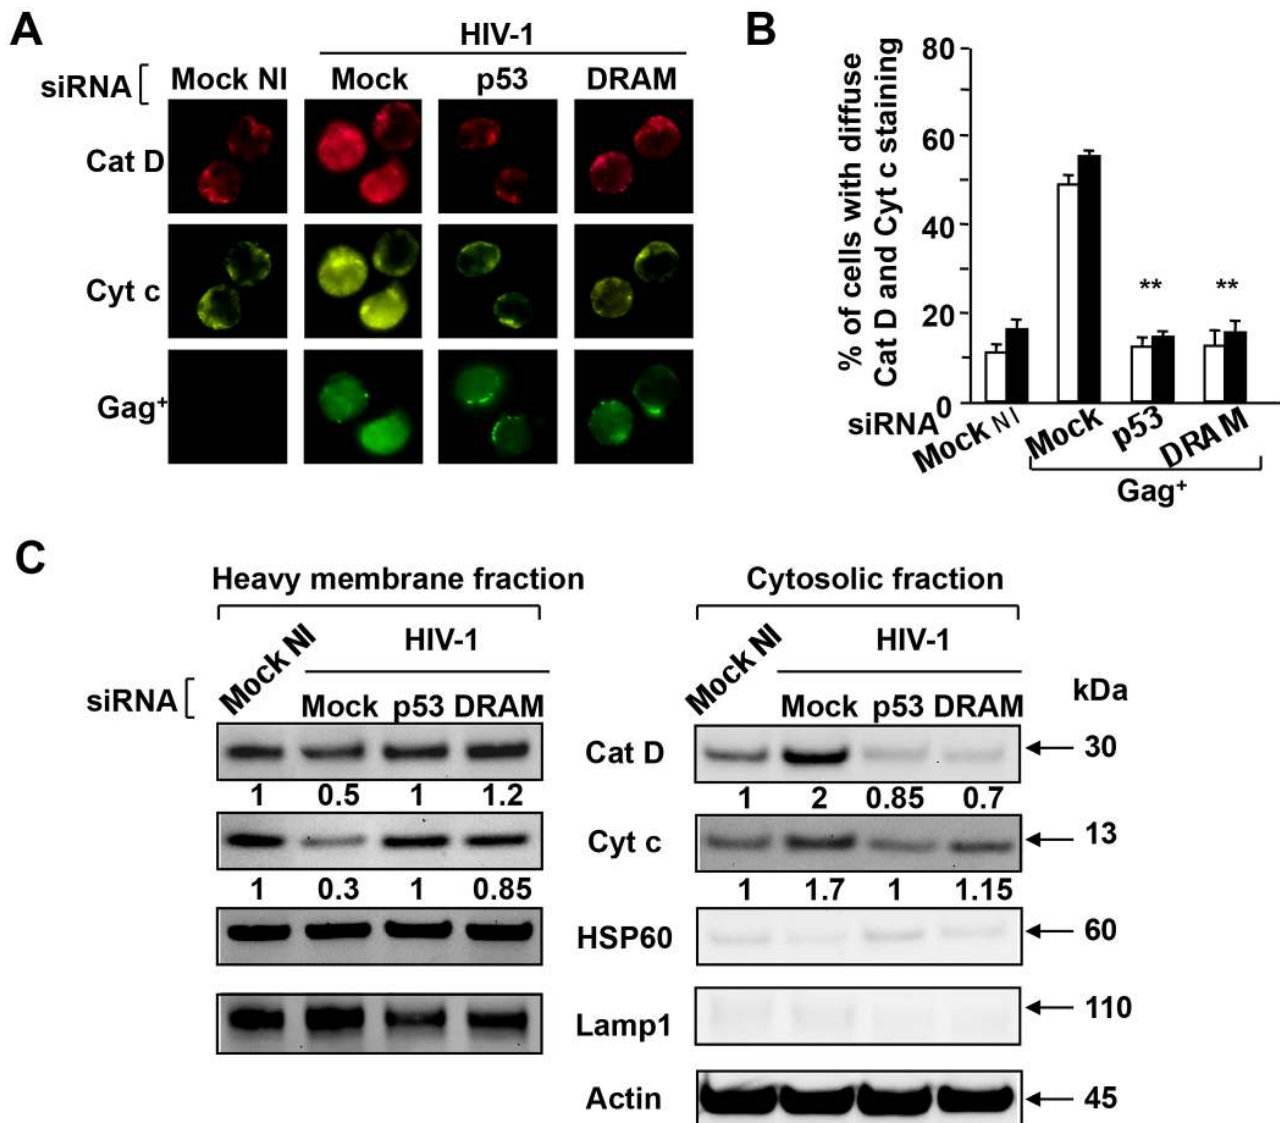 A
HIV-1
siRNA [ Mock NI Mock p53 DRAM
Cat D
Cyt c
Gag+
B
% of cells with diffuse
Cat D and Cyt c staining
80
60
40
20
0
siRNA
Mock NI Mock p53 DRAM
** **
Gag+
C
Heavy membrane fraction
Cytosolic fraction
Mock NI HIV-1
Mock NI HIV-1
siRNA [ Mock p53 DRAM
Mock p53 DRAM kDa
Cat D 30
1 0.5 1 1.2
1 2 0.85 0.7
Cyt c 13
1 0.3 1 0.85
1 1.7 1 1.15
HSP60 60
Lamp1 110
Actin 45